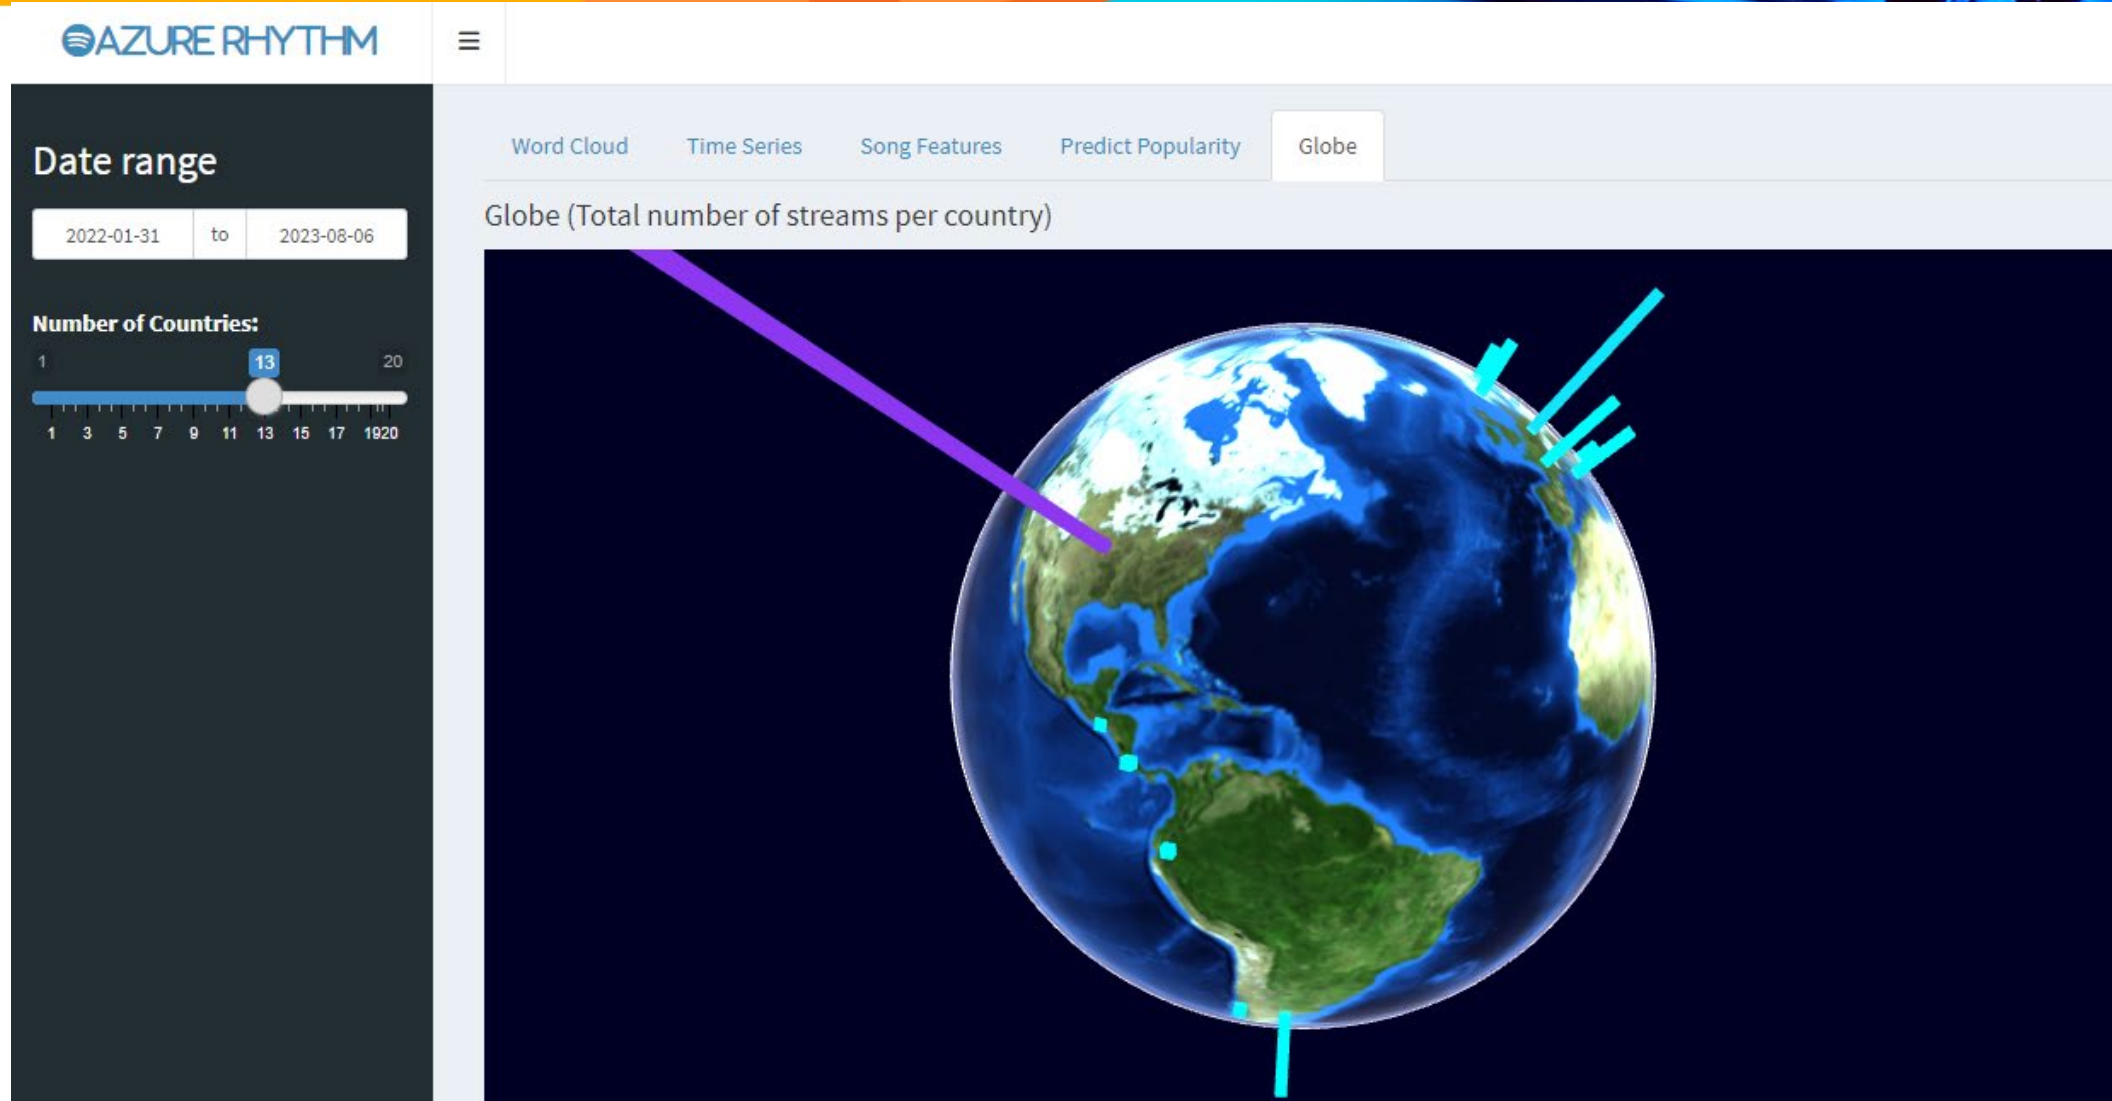 AZURE RHYTHM
☰
Date range
2022-01-31 to 2023-08-06
Number of Countries:
1 13 20
1 3 5 7 9 11 13 15 17 1920
Word Cloud Time Series Song Features Predict Popularity Globe
Globe (Total number of streams per country)